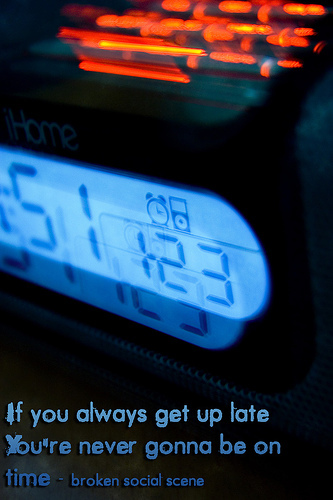 iHome
51
123
If you always get up late
You're never gonna be on
time - broken social scene